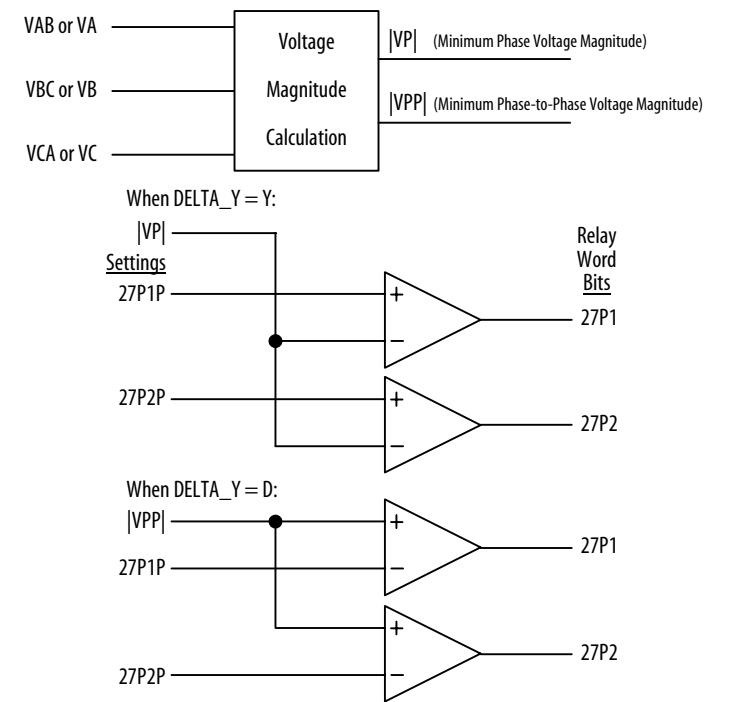 VAB or VA
VBC or VB
VCA or VC
Voltage
Magnitude
Calculation
|VP| (Minimum Phase Voltage Magnitude)
|VPP| (Minimum Phase-to-Phase Voltage Magnitude)
When DELTA_Y = Y:
|VP|
Settings
27P1P
+
−
27P2P
+
−
Relay
Word
Bits
27P1
27P2
When DELTA_Y = D:
|VPP|
+
27P1P
−
27P1
+
27P2P
−
27P2